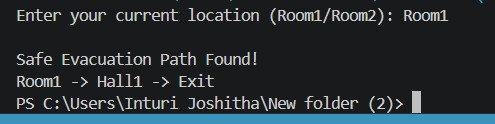 Enter your current location (Room1/Room2): Room1
Safe Evacuation Path Found!
Room1 -> Hall1 -> Exit
PS C:\Users\Inturi Joshitha\New folder (2)>